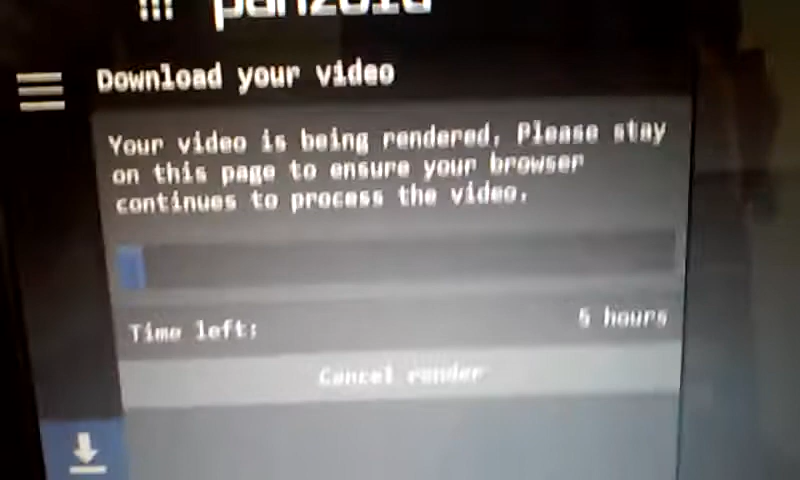 panzoid
Download your video
Your video is being rendered. Please stay
on this page to ensure your browser
continues to process the video.
Time left:
5 hours
Cancel render